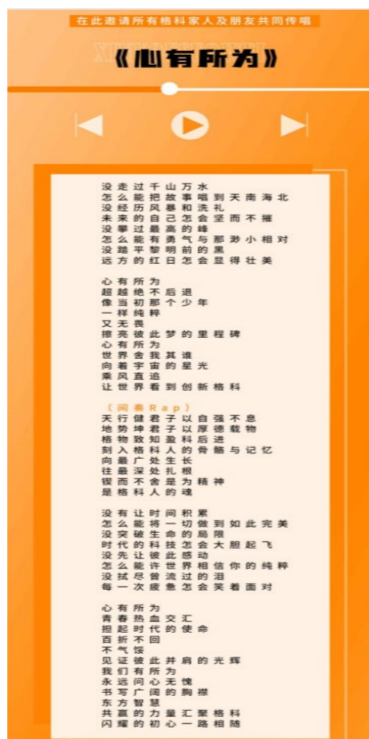 在此邀请所有格科家人及朋友共同传唱
《心有所为》
没走过千山万水
怎么能把故事唱到天南海北
没经历风暴和洗礼
未来的自己怎会坚而不摧
没攀过最高的峰
怎么能有勇气与那渺小相对
没踏平黎明前的黑
远方的红日怎会显得壮美
心有所为
超越绝不后退
像当初那个少年
一样纯粹
又无畏
擦亮彼此梦的里程碑
心有所为
世界舍我其谁
向着宇宙的星光
乘风直追
让世界看到创新格科
（间奏Rap）
天行健君子以自强不息
地势坤君子以厚德载物
格物致知盈科后进
刻入格科人的骨骼与记忆
向最广处生长
往最深处扎根
锲而不舍是为精神
是格科人的魂
没有让时间积累
怎么能将一切做到如此完美
没突破生命的局限
时代的科技怎会大胆起飞
没先让彼此感动
怎么能许世界相信你的纯粹
没拭尽曾流过的泪
每一次疲惫怎会笑着面对
心有所为
青春热血交汇
担起时代的使命
百折不回
不气馁
见证彼此并肩的光辉
我们有所为
永远问心无愧
书写广阔的胸襟
东方智慧
共赢的力量汇聚格科
闪耀的初心一路相随